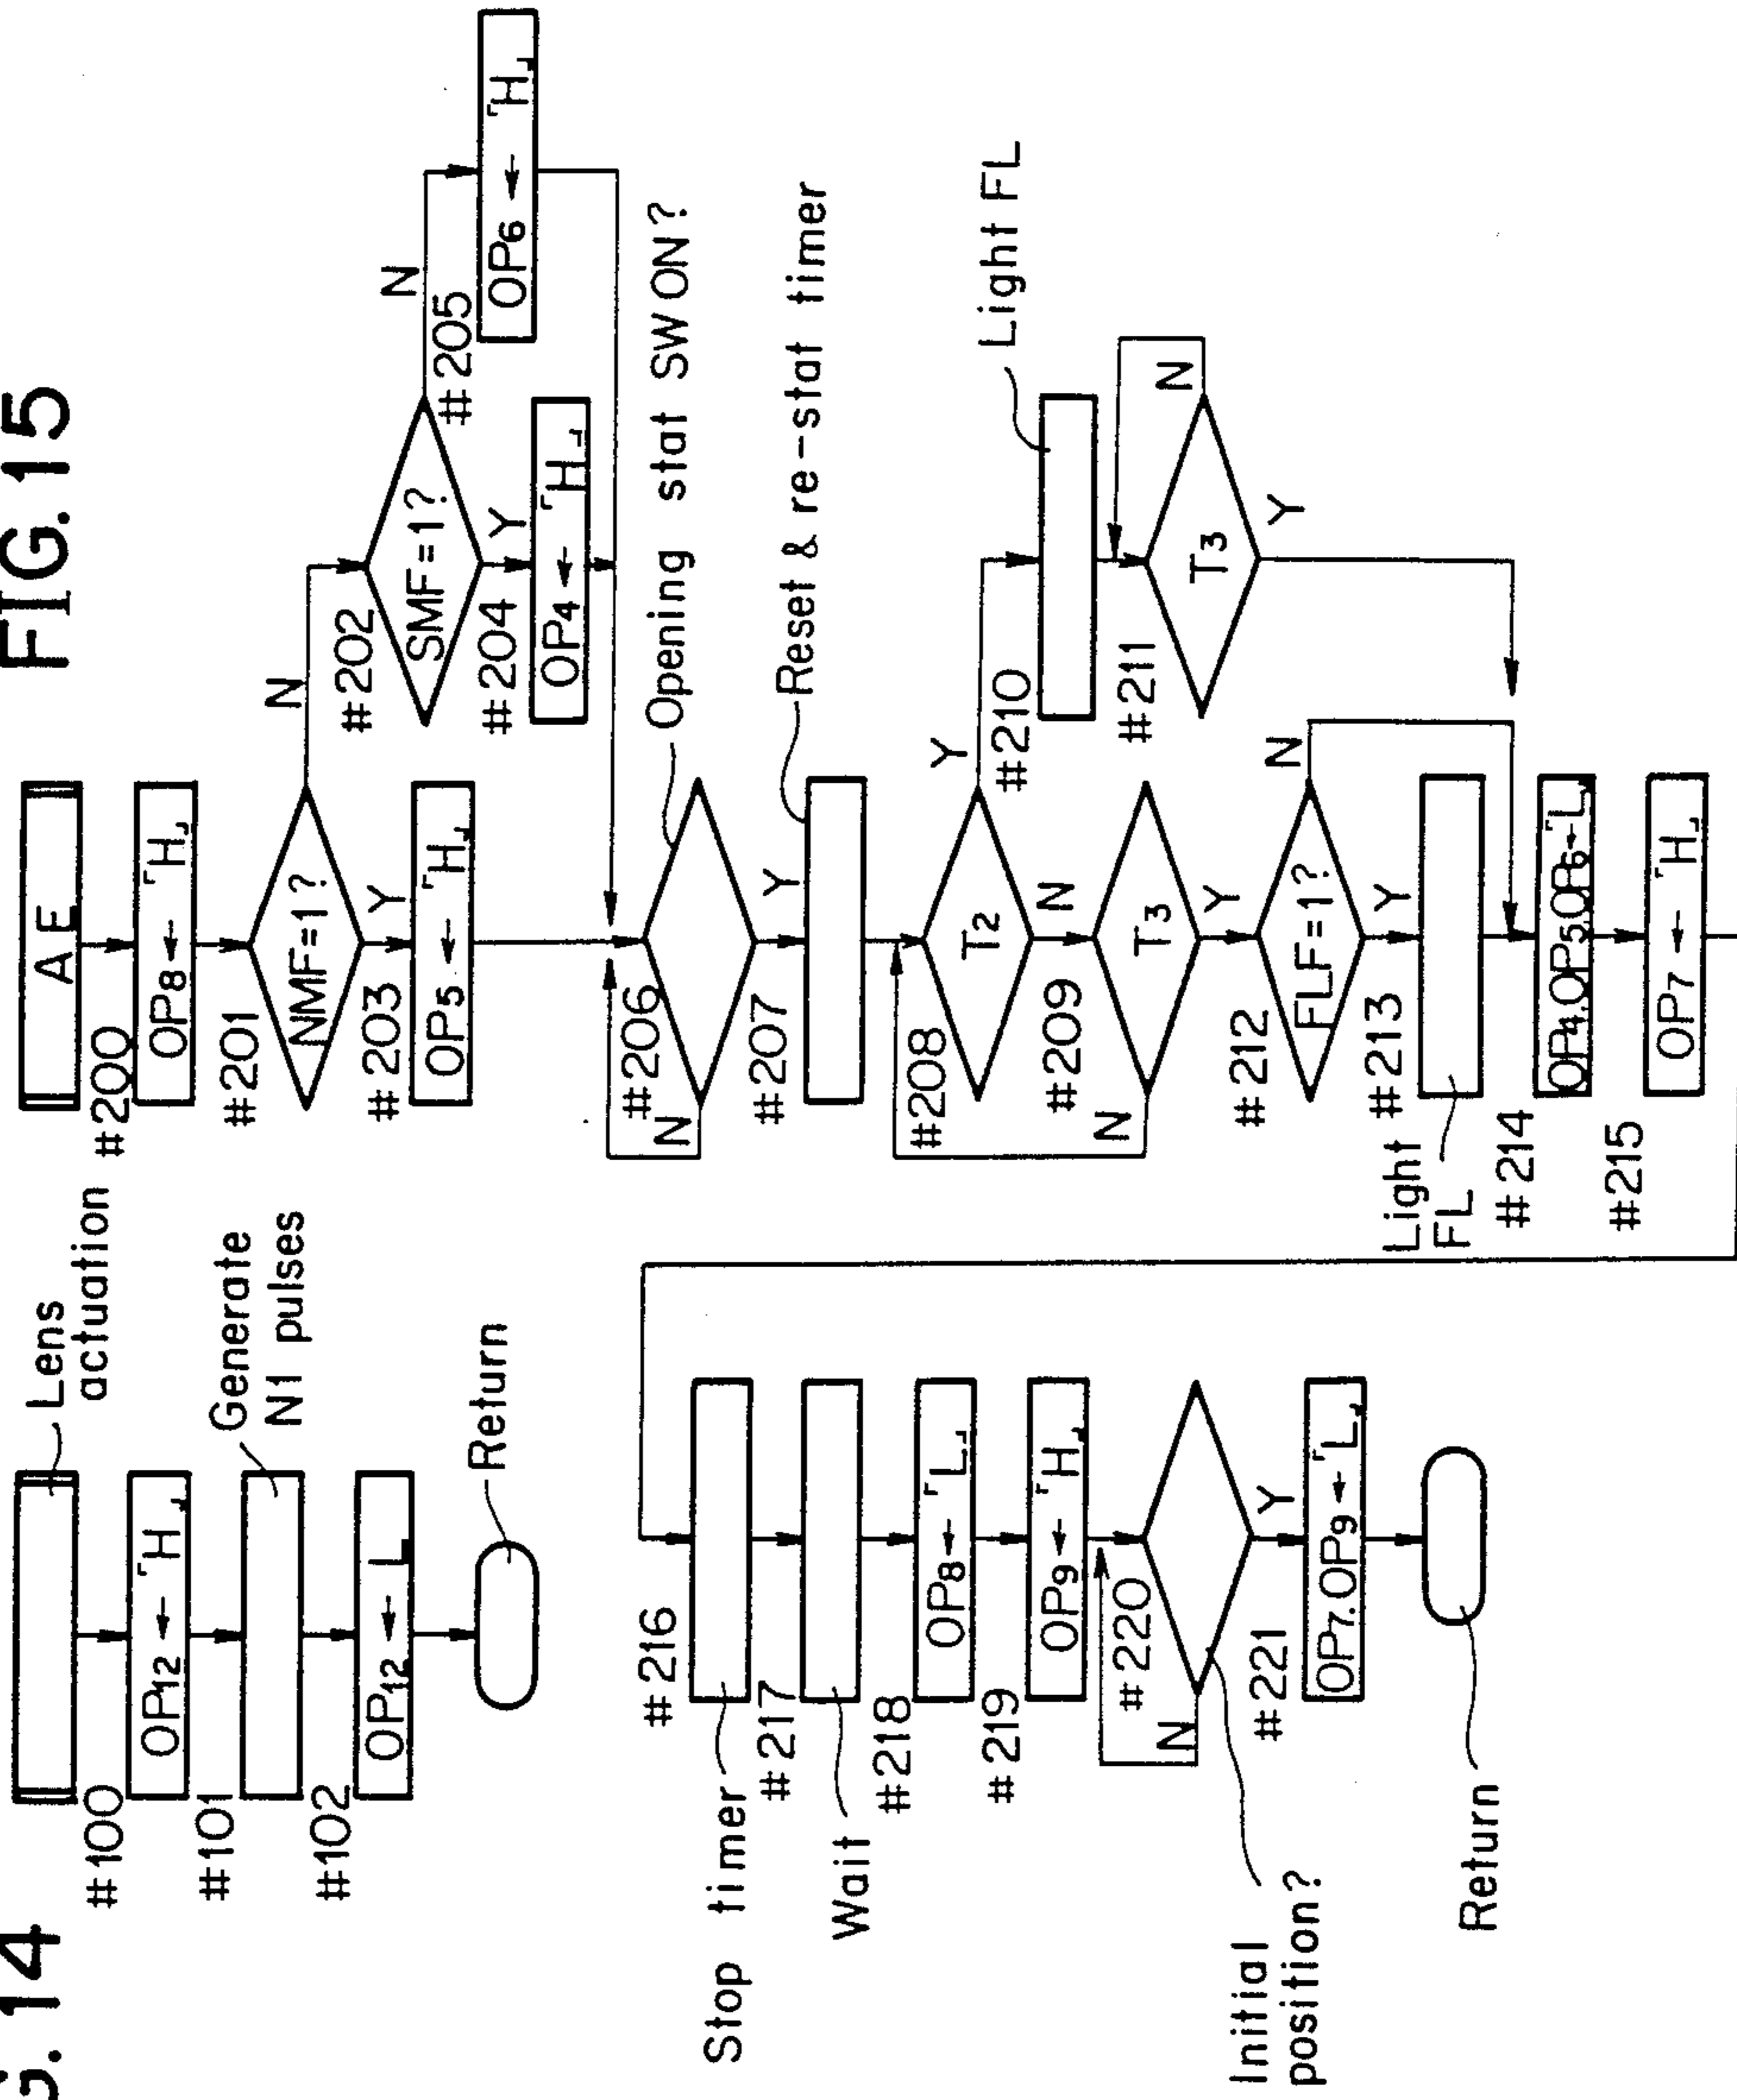 G. 14
Lens
actuation
#100
OP12 ← 「H」
#101
Generate
N1 pulses
#102
OP12 ← L」
Return
FIG. 15
AE
#200
OP8 ← 「H」
#201
NMF=1?
N
Y
#202
SMF=1?
N
Y
#203
OP5 ← 「H」
#204
OP4 ← 「H」
#205
OP6 ← 「H」
#206
Opening stat SW ON?
N
Y
#207
Reset & re-stat timer
#208
T2
Y
N
#209
T3
N
Y
#210
Light FL
#211
T3
N
Y
#212
FLF=1?
N
Y
#213
Light
FL
#214
OP4.OP5.OP6←「L」
#215
OP7 ← 「H」
#216
Stop timer
#217
Wait
#218
OP8← 「L」
#219
OP9← 「H」
#220
Initial
position?
N
Y
#221
OP7.OP9 ← 「L」
Return